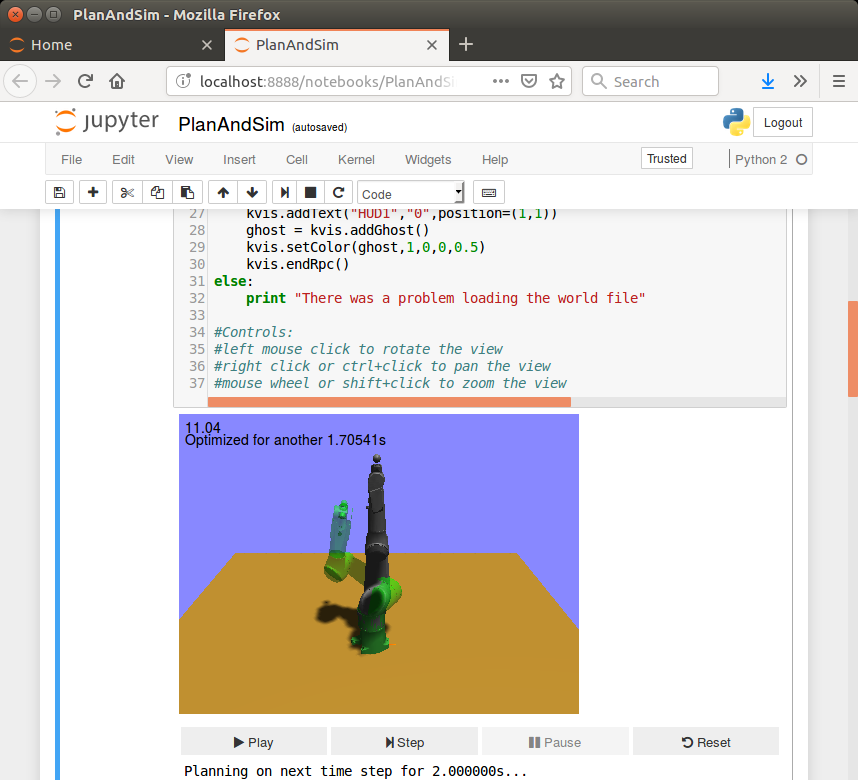 PlanAndSim - Mozilla Firefox
Home
PlanAndSim
localhost:8888/notebooks/PlanAndS
Search
jupyter PlanAndSim (autosaved)
Logout
File Edit View Insert Cell Kernel Widgets Help
Trusted
Python 2
Code
27 kvis.addText("HUD1","0",position=(1,1))
28 ghost = kvis.addGhost()
29 kvis.setColor(ghost,1,0,0,0.5)
30 kvis.endRpc()
31 else:
32 print "There was a problem loading the world file"
33
34 #Controls:
35 #left mouse click to rotate the view
36 #right click or ctrl+click to pan the view
37 #mouse wheel or shift+click to zoom the view
11.04
Optimized for another 1.70541s
Play Step Pause Reset
Planning on next time step for 2.000000s...